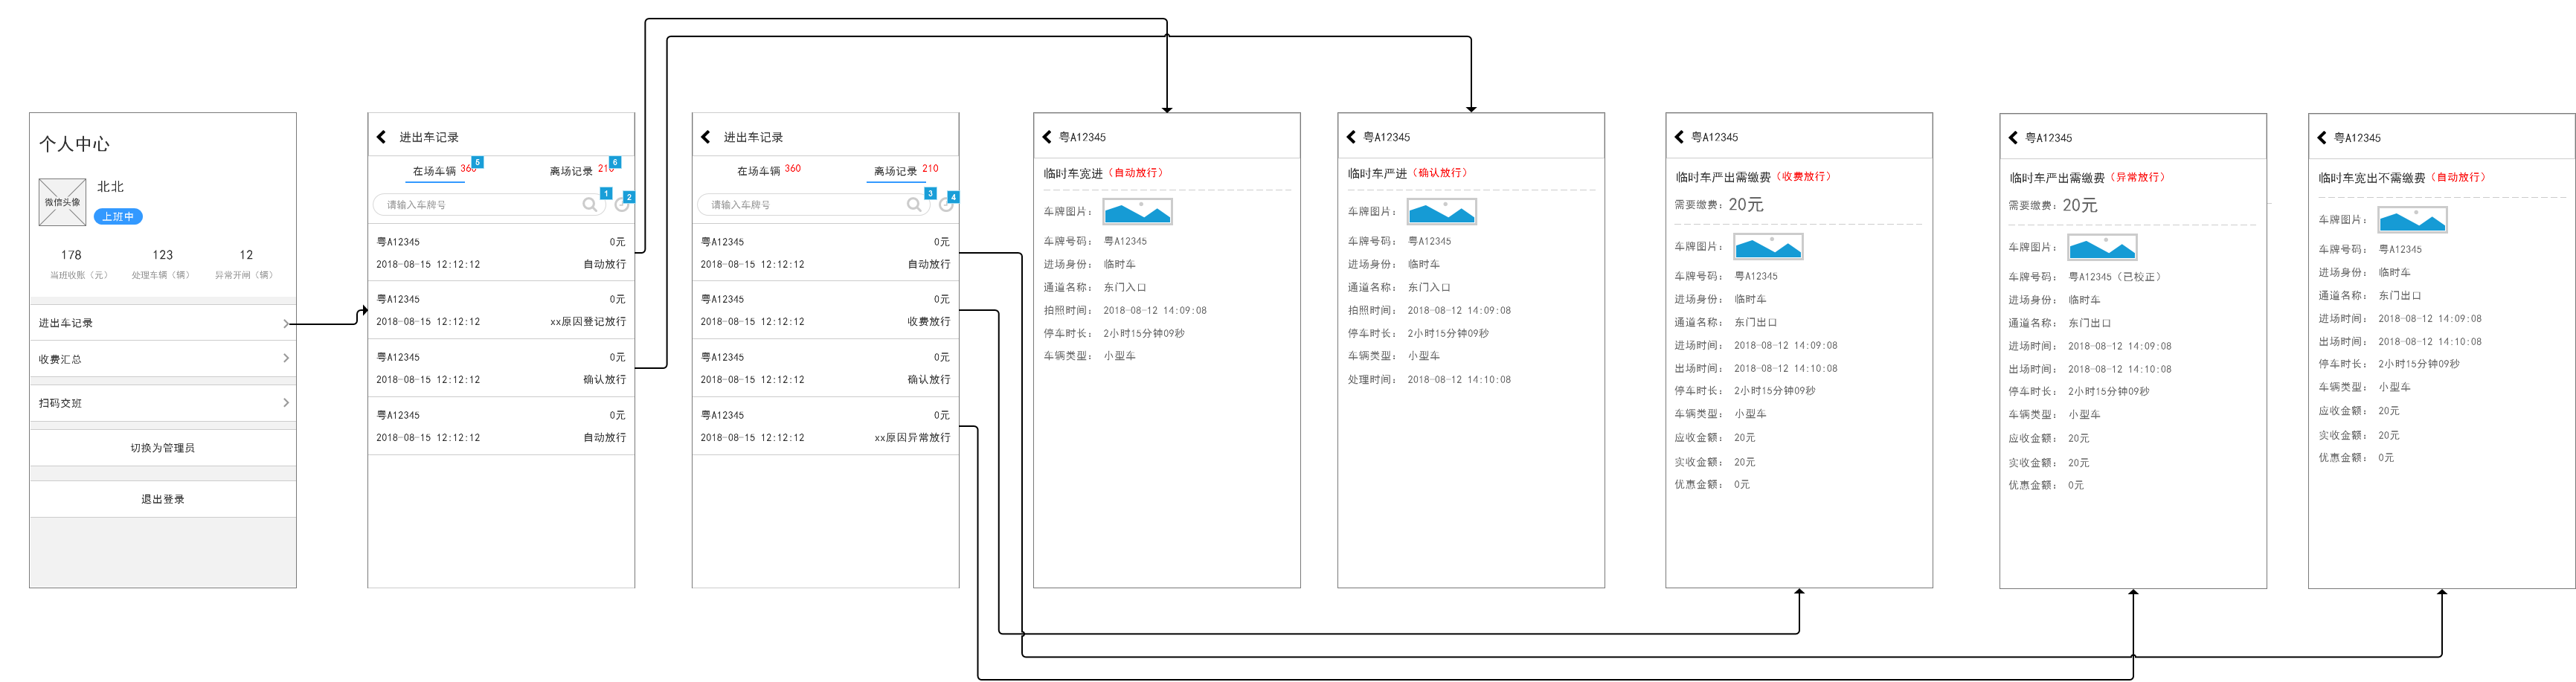 个人中心
微信头像
北北
上班中
178 123 12
当班收账（元） 处理车辆（辆） 异常开闸（辆）
进出车记录
收费汇总
扫码交班
切换为管理员
退出登录
进出车记录
在场车辆 360 5 离场记录 210 6
请输入车牌号 1 2
粤A12345 0元
2018-08-15 12:12:12 自动放行
粤A12345 0元
2018-08-15 12:12:12 xx原因登记放行
粤A12345 0元
2018-08-15 12:12:12 确认放行
粤A12345 0元
2018-08-15 12:12:12 自动放行
进出车记录
在场车辆 360 离场记录 210
请输入车牌号 3 4
粤A12345 0元
2018-08-15 12:12:12 自动放行
粤A12345 0元
2018-08-15 12:12:12 收费放行
粤A12345 0元
2018-08-15 12:12:12 确认放行
粤A12345 0元
2018-08-15 12:12:12 xx原因异常放行
粤A12345
临时车宽进（自动放行）
车牌图片：
车牌号码： 粤A12345
进场身份： 临时车
通道名称： 东门入口
拍照时间： 2018-08-12 14:09:08
停车时长： 2小时15分钟09秒
车辆类型： 小型车
粤A12345
临时车严进（确认放行）
车牌图片：
车牌号码： 粤A12345
进场身份： 临时车
通道名称： 东门入口
拍照时间： 2018-08-12 14:09:08
停车时长： 2小时15分钟09秒
车辆类型： 小型车
处理时间： 2018-08-12 14:10:08
粤A12345
临时车严出需缴费（收费放行）
需要缴费：20元
车牌图片：
车牌号码： 粤A12345
进场身份： 临时车
通道名称： 东门出口
进场时间： 2018-08-12 14:09:08
出场时间： 2018-08-12 14:10:08
停车时长： 2小时15分钟09秒
车辆类型： 小型车
应收金额： 20元
实收金额： 20元
优惠金额： 0元
粤A12345
临时车严出需缴费（异常放行）
需要缴费：20元
车牌图片：
车牌号码： 粤A12345（已校正）
进场身份： 临时车
通道名称： 东门出口
进场时间： 2018-08-12 14:09:08
出场时间： 2018-08-12 14:10:08
停车时长： 2小时15分钟09秒
车辆类型： 小型车
应收金额： 20元
实收金额： 20元
优惠金额： 0元
粤A12345
临时车宽出不需缴费（自动放行）
车牌图片：
车牌号码： 粤A12345
进场身份： 临时车
通道名称： 东门出口
进场时间： 2018-08-12 14:09:08
出场时间： 2018-08-12 14:10:08
停车时长： 2小时15分钟09秒
车辆类型： 小型车
应收金额： 20元
实收金额： 20元
优惠金额： 0元